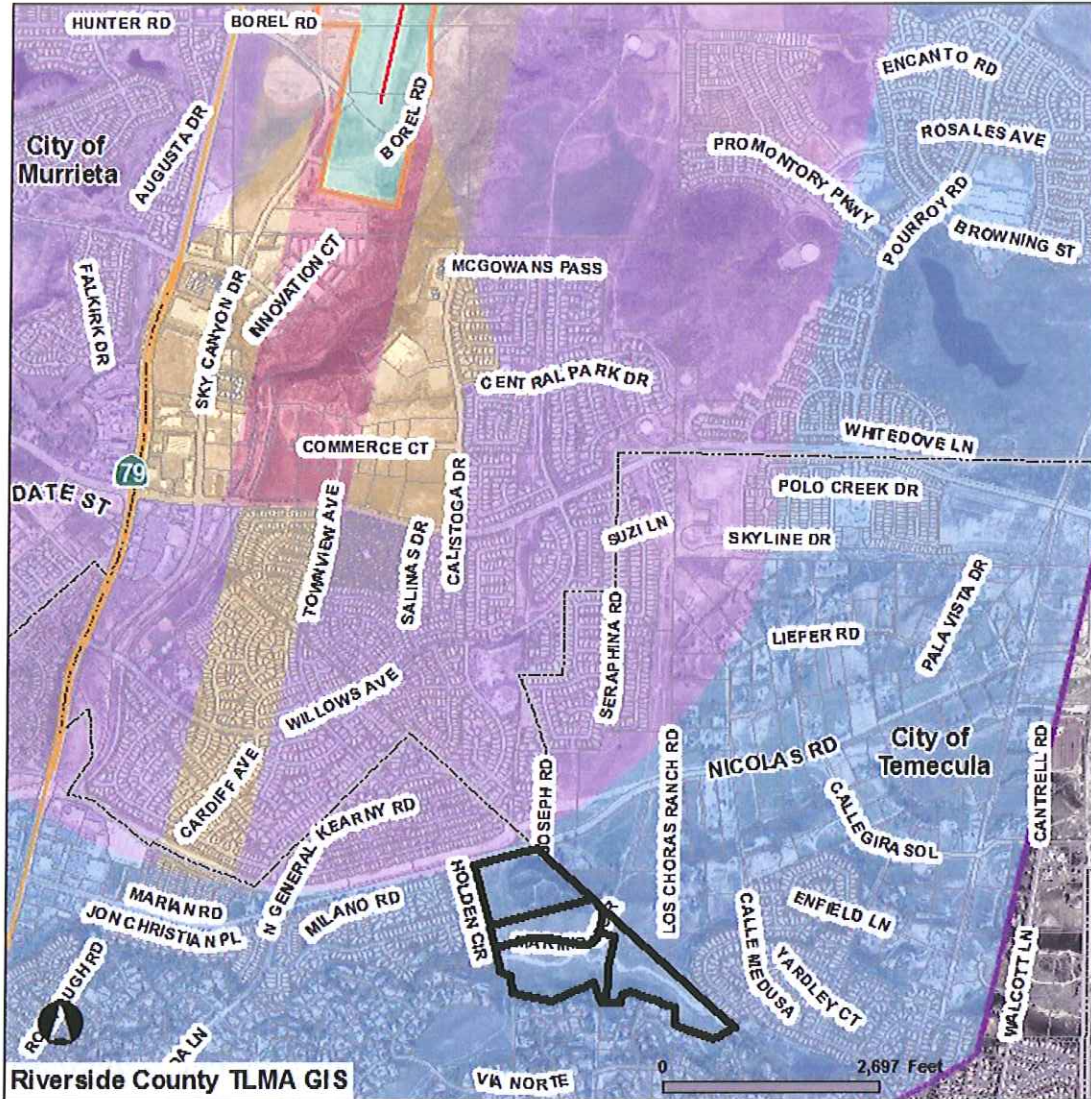 HUNTER RD
BOREL RD
ENCANTO RD
BOREL RD
AUGUSTA DR
City of
Murrieta
ROSALES AVE
PROMONTORY PKWY
POURROY RD
BROWNING ST
FALKIRK DR
SKY CANYON DR
INNOVATION CT
MCGOWANS PASS
CENTRAL PARK DR
WHITEDOVE LN
COMMERCE CT
79
DATE ST
POLO CREEK DR
TOWNVIEW AVE
SALINAS DR
CALISTOGA DR
SUZI LN
SKYLINE DR
PALA VISTA DR
LIEFER RD
SERAPHINA RD
WILLOWS AVE
NICOLAS RD
City of
Temecula
CARDIFF AVE
N GENERAL KEARNY RD
JOSEPH RD
LOS CHORAS RANCH RD
CALLE GIRASOL
CANTRELL RD
HOLDEN CIR
MARIAN RD
JON CHRISTIAN PL
MILANO RD
ENFIELD LN
CALLE MEDUSA
YARDLEY CT
WALCOTT LN
VIA NORTE
0
2,697 Feet
Riverside County TLMA GIS